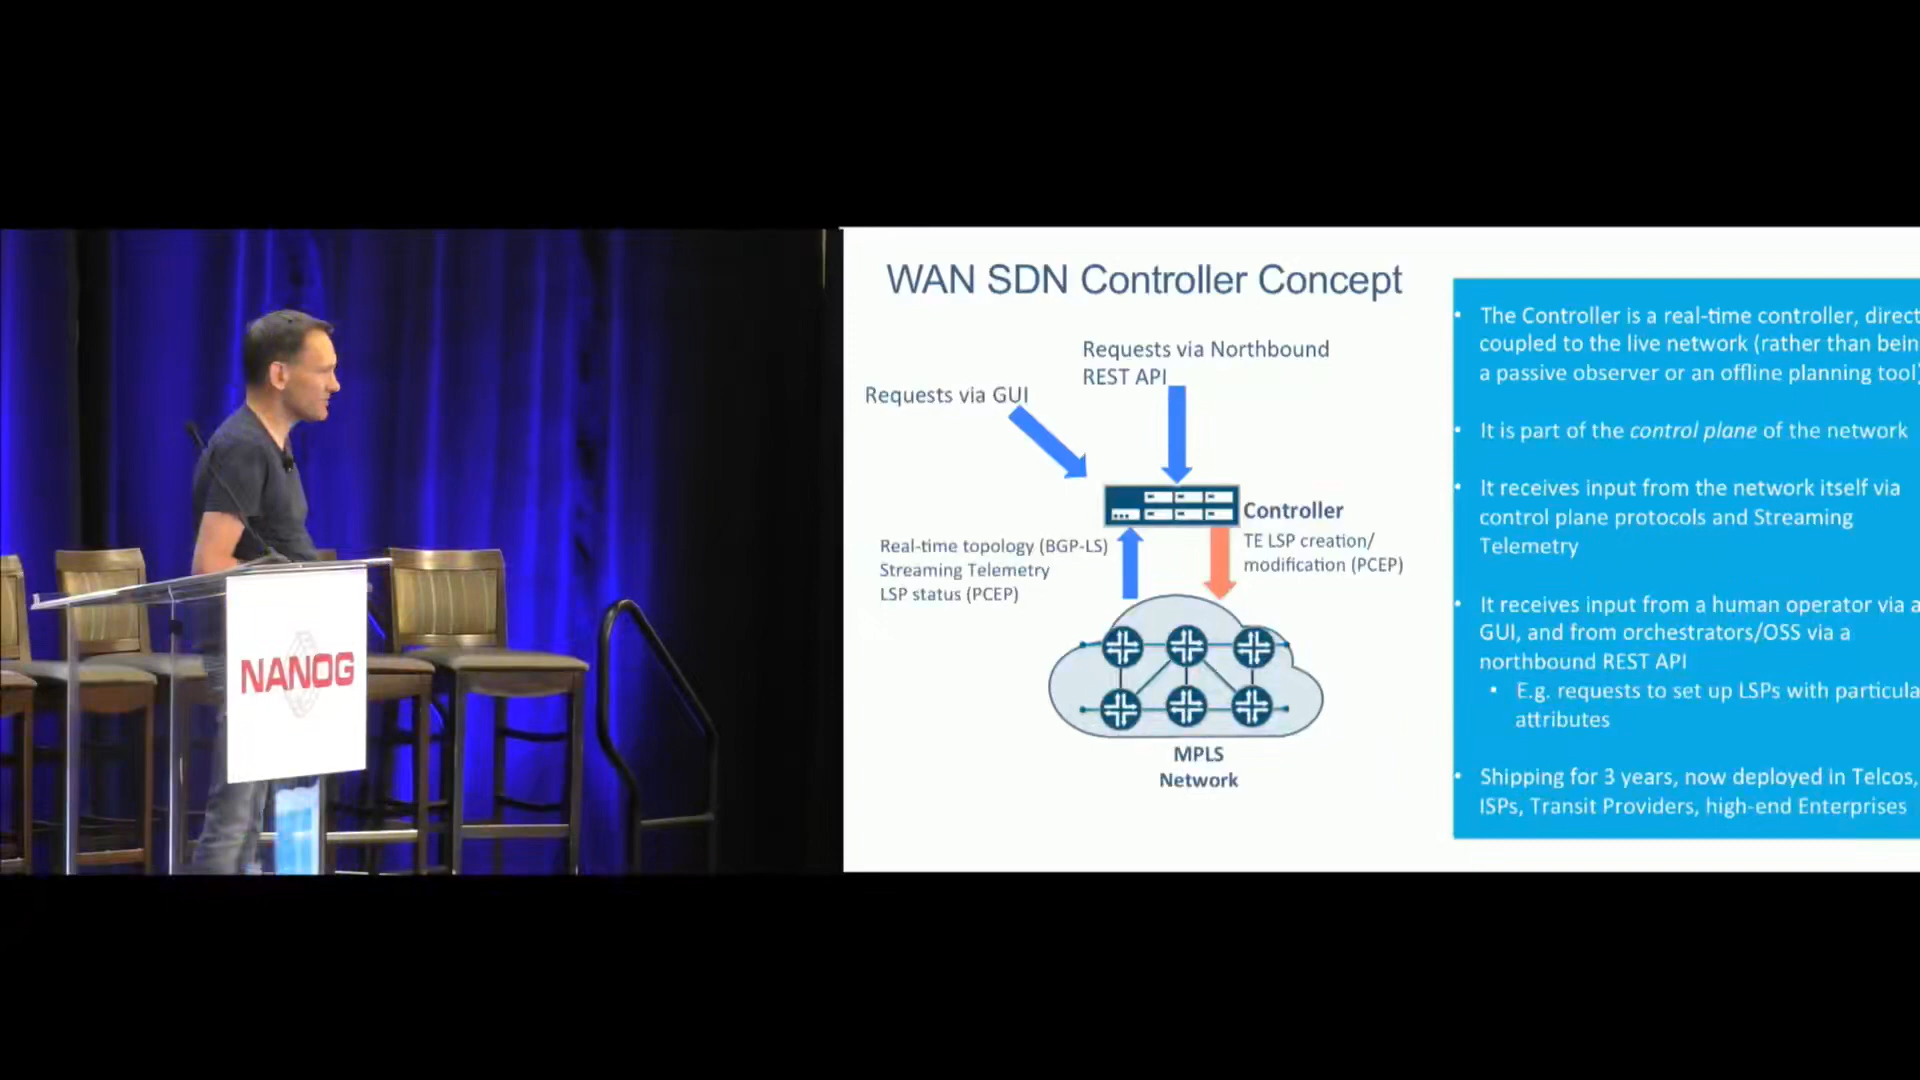 NANOG
WAN SDN Controller Concept
Requests via Northbound
REST API
Requests via GUI
Controller
TE LSP creation/
modification (PCEP)
Real-time topology (BGP-LS)
Streaming Telemetry
LSP status (PCEP)
MPLS
Network
• The Controller is a real-time controller, direct
coupled to the live network (rather than bein
a passive observer or an offline planning tool)
• It is part of the control plane of the network
• It receives input from the network itself via
control plane protocols and Streaming
Telemetry
• It receives input from a human operator via a
GUI, and from orchestrators/OSS via a
northbound REST API
• E.g. requests to set up LSPs with particula
attributes
• Shipping for 3 years, now deployed in Telcos,
ISPs, Transit Providers, high-end Enterprises